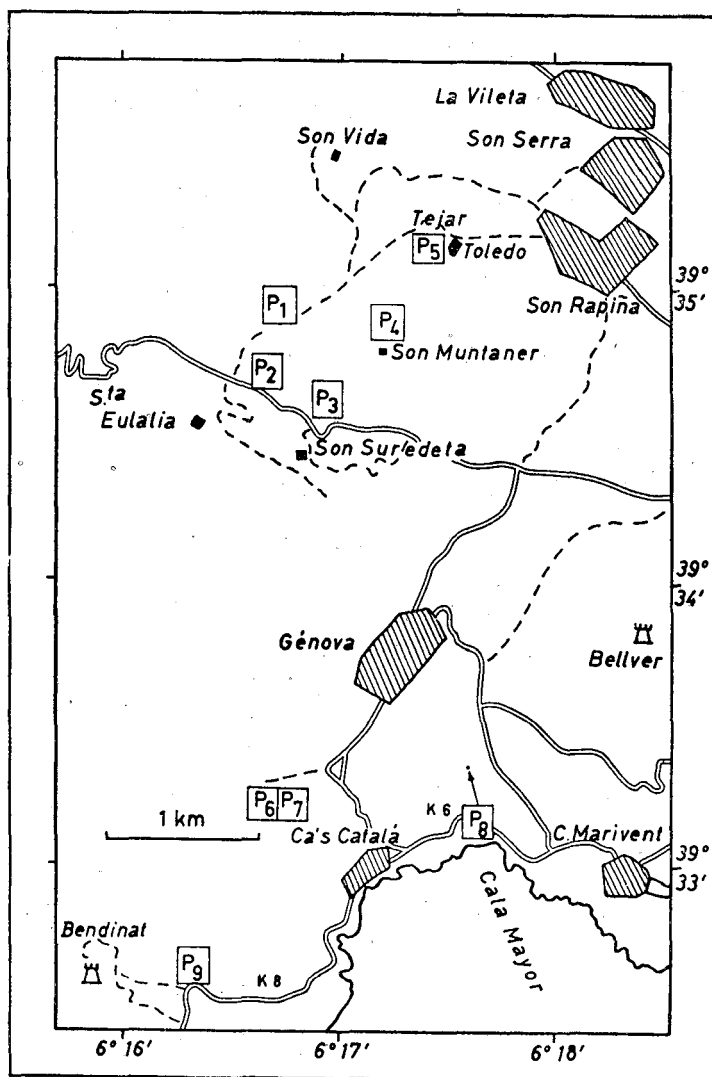 La Vileta
Son Vida
Son Serra
Tejar
P5
Toledo
39°
35'
P1
Son Rapiña
P4
Son Muntaner
P2
P3
S.ta
Eulalia
Son Suredeta
39°
34'
Génova
Bellver
P6 P7
1 km
K 6
P8
Ca's Catalá
C. Marivent
39°
33'
Cala Mayor
Bendinat
P9
K 8
6° 16' 6° 17' 6° 18'